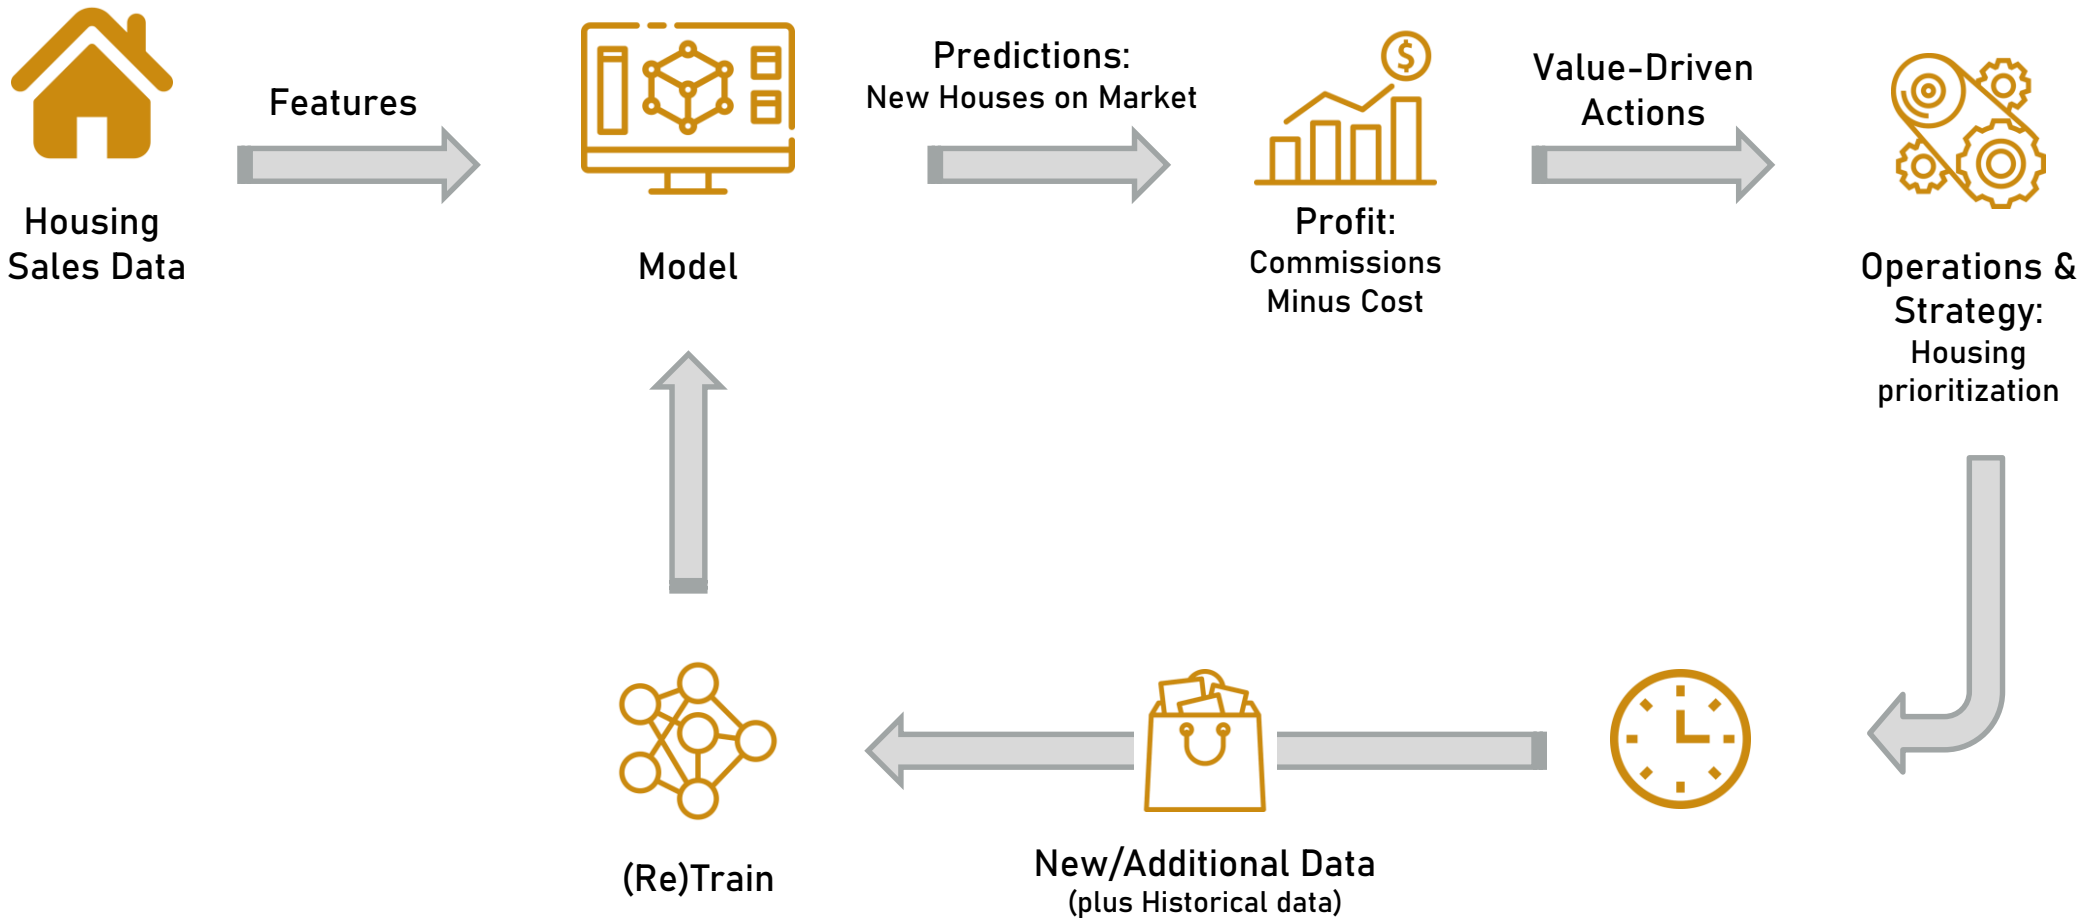 Housing
Sales Data
Features
Model
Predictions:
New Houses on Market
$
Profit:
Commissions
Minus Cost
Value-Driven
Actions
Operations &
Strategy:
Housing
prioritization
New/Additional Data
(plus Historical data)
(Re)Train